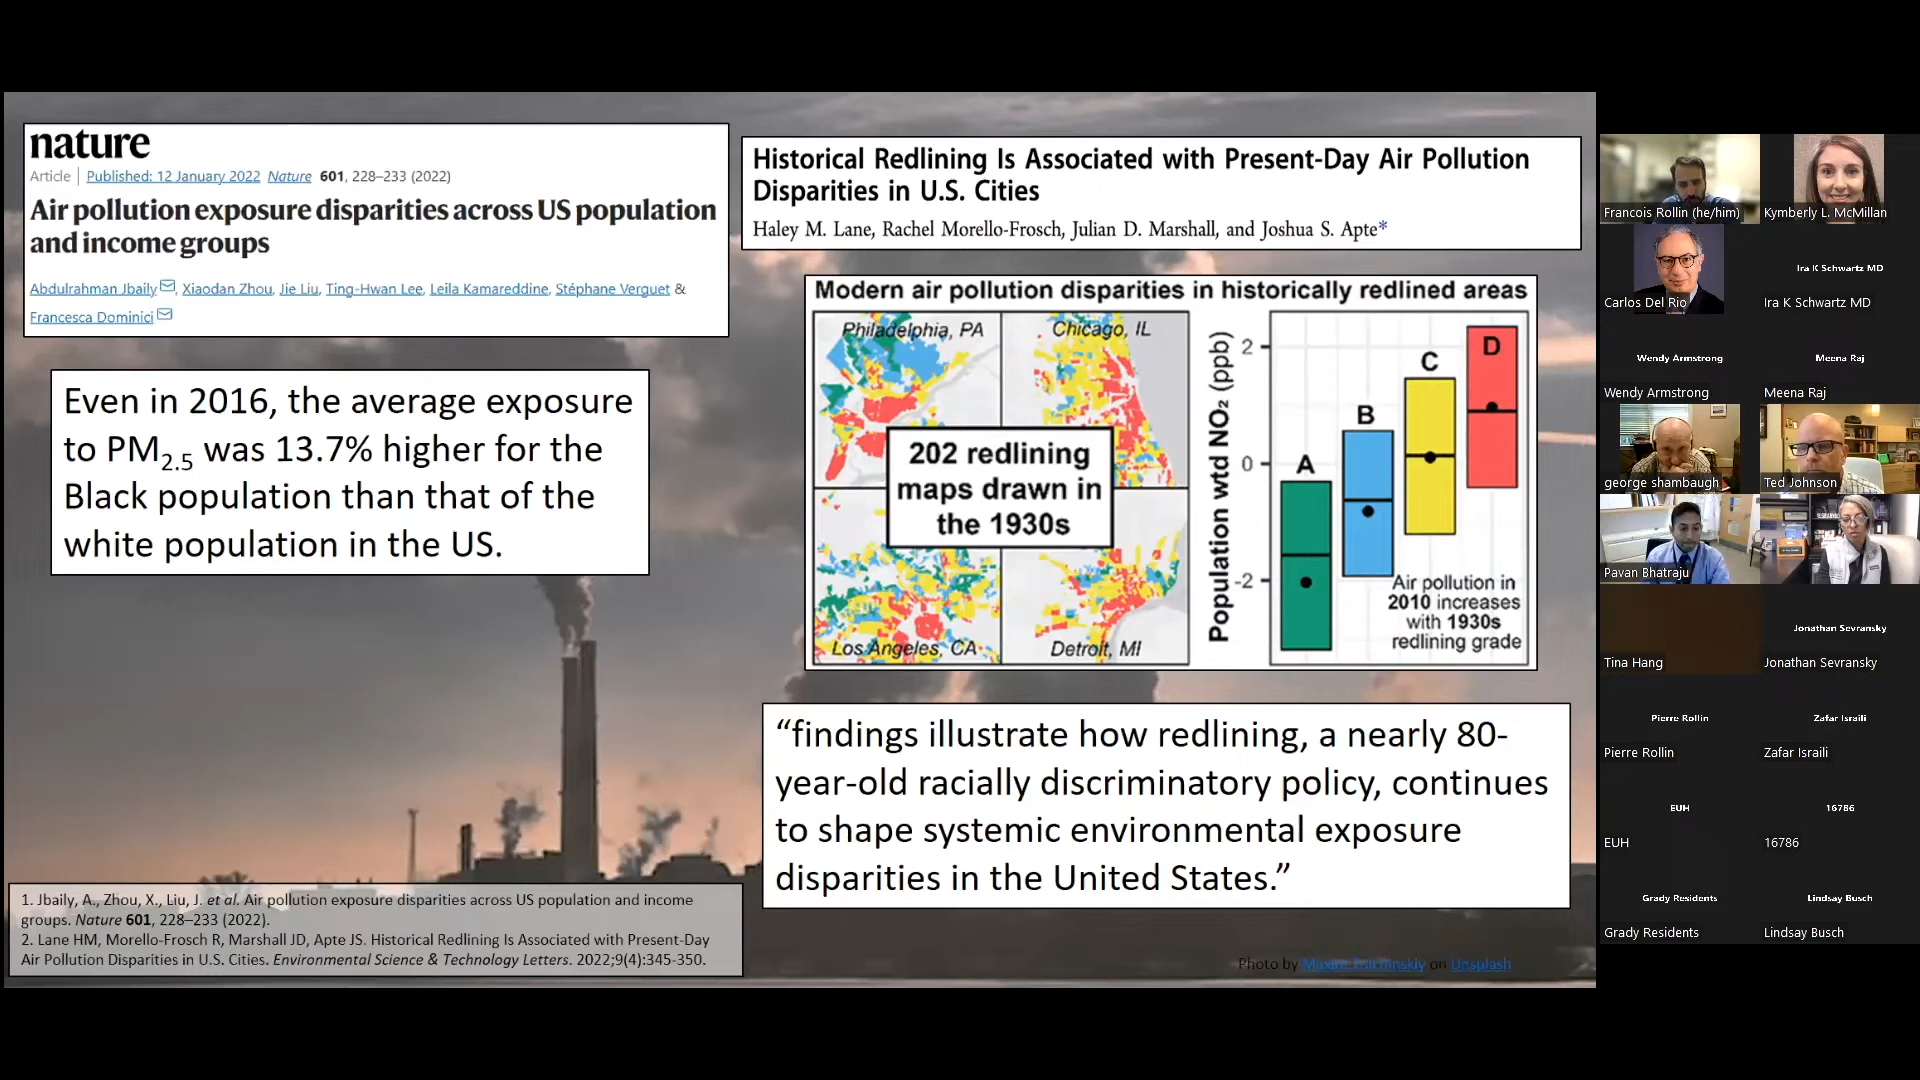 nature
Article | Published: 12 January 2022 Nature 601, 228–233 (2022)
Air pollution exposure disparities across US population
and income groups
Abdulrahman Jbaily, Xiaodan Zhou, Jie Liu, Ting-Hwan Lee, Leila Kamareddine, Stéphane Verguet &
Francesca Dominici
Even in 2016, the average exposure
to PM2.5 was 13.7% higher for the
Black population than that of the
white population in the US.
1. Jbaily, A., Zhou, X., Liu, J. et al. Air pollution exposure disparities across US population and income
groups. Nature 601, 228–233 (2022).
2. Lane HM, Morello-Frosch R, Marshall JD, Apte JS. Historical Redlining Is Associated with Present-Day
Air Pollution Disparities in U.S. Cities. Environmental Science & Technology Letters. 2022;9(4):345-350.
Historical Redlining Is Associated with Present-Day Air Pollution
Disparities in U.S. Cities
Haley M. Lane, Rachel Morello-Frosch, Julian D. Marshall, and Joshua S. Apte*
Modern air pollution disparities in historically redlined areas
Philadelphia, PA
Chicago, IL
202 redlining
maps drawn in
the 1930s
Los Angeles, CA
Detroit, MI
Population wtd NO₂ (ppb)
2
0
-2
A
B
C
D
Air pollution in
2010 increases
with 1930s
redlining grade
“findings illustrate how redlining, a nearly 80-
year-old racially discriminatory policy, continues
to shape systemic environmental exposure
disparities in the United States.”
Photo by Maxim Tolchinskiy on Unsplash
Francois Rollin (he/him)
Kymberly L. McMillan
Carlos Del Rio
Ira K Schwartz MD
Ira K Schwartz MD
Wendy Armstrong
Meena Raj
Wendy Armstrong
Meena Raj
george shambaugh
Ted Johnson
Pavan Bhatraju
Tina Hang
Jonathan Sevransky
Jonathan Sevransky
Pierre Rollin
Zafar Israili
Pierre Rollin
Zafar Israili
EUH
16786
EUH
16786
Grady Residents
Lindsay Busch
Grady Residents
Lindsay Busch